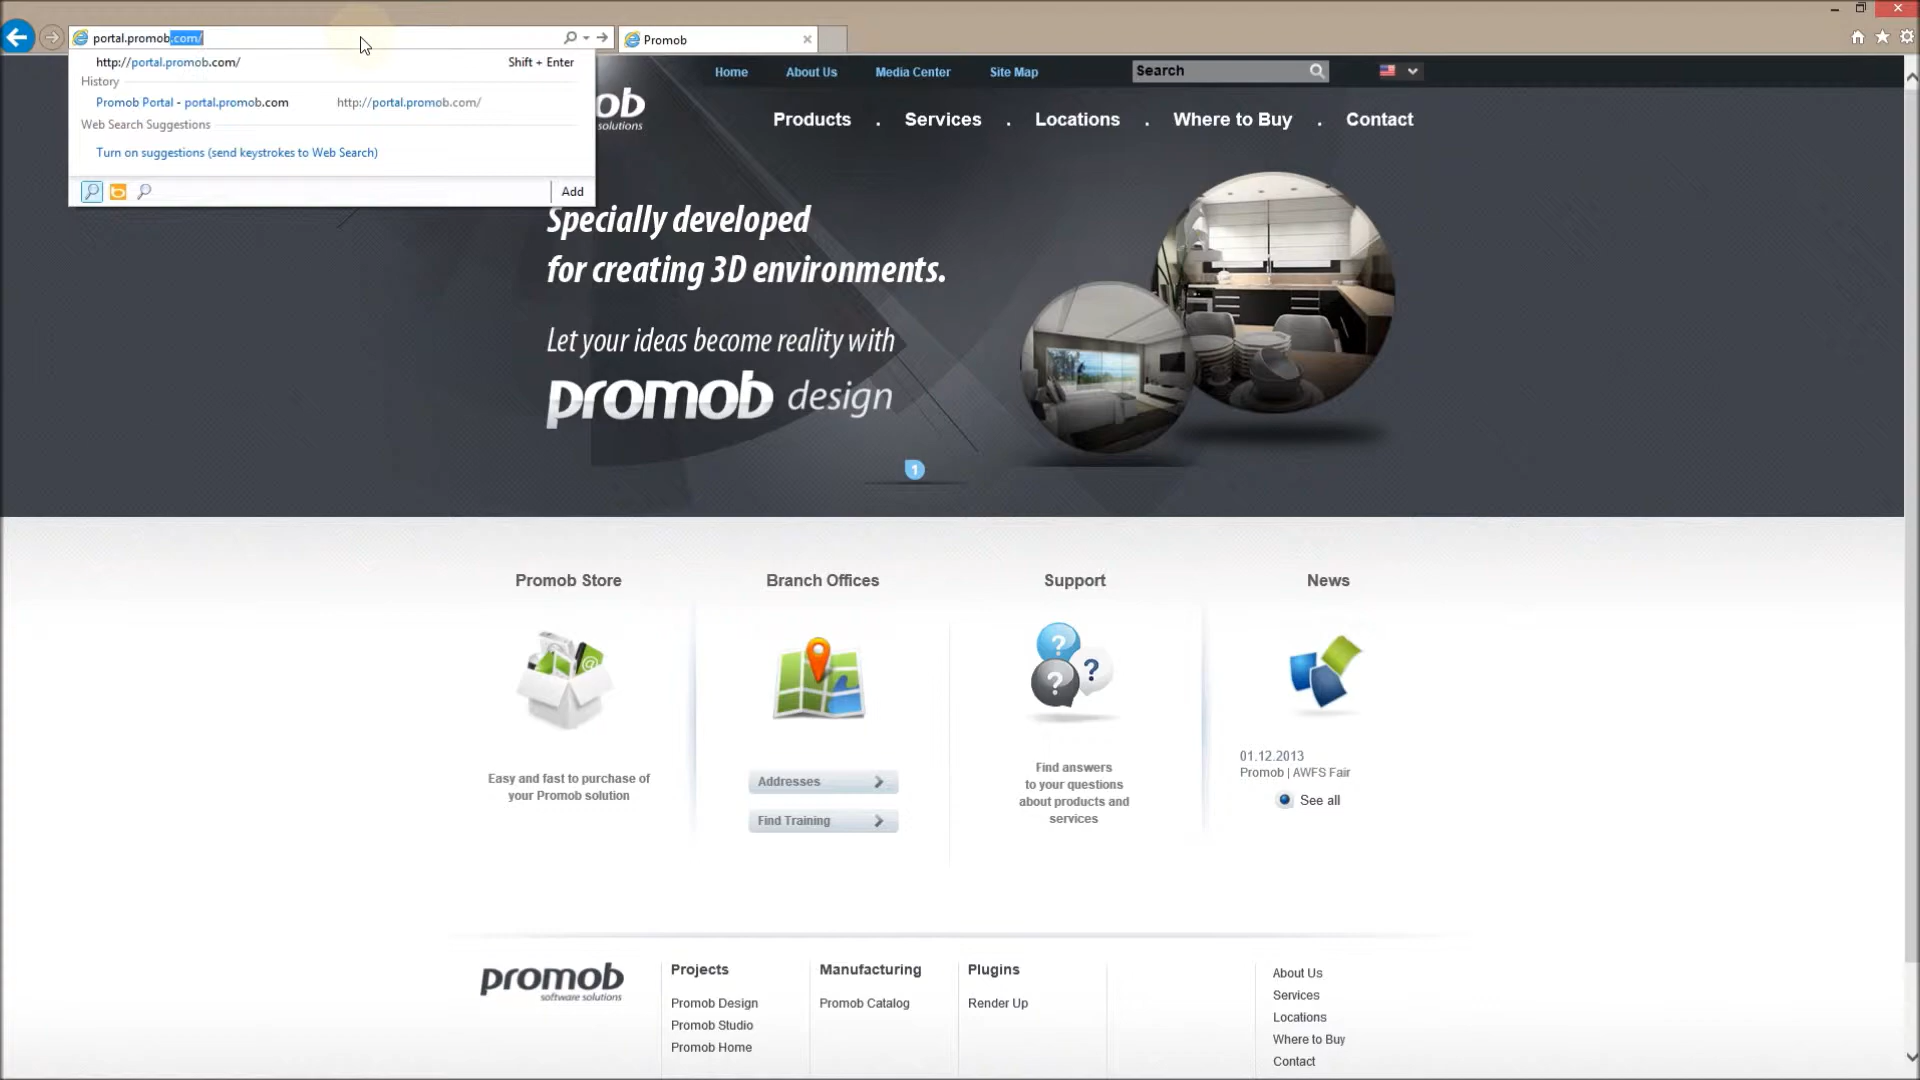 portal.promob.com/
Promob
http://portal.promob.com/ Shift + Enter
History
Promob Portal - portal.promob.com http://portal.promob.com/
Web Search Suggestions
Turn on suggestions (send keystrokes to Web Search)
Add
Home About Us Media Center Site Map Search
ob
solutions
Products . Services . Locations . Where to Buy . Contact
Specially developed
for creating 3D environments.
Let your ideas become reality with
promob design
1
Promob Store
Easy and fast to purchase of
your Promob solution
Branch Offices
Addresses
Find Training
Support
Find answers
to your questions
about products and
services
News
01.12.2013
Promob | AWFS Fair
See all
promob
software solutions
Projects
Promob Design
Promob Studio
Promob Home
Manufacturing
Promob Catalog
Plugins
Render Up
About Us
Services
Locations
Where to Buy
Contact